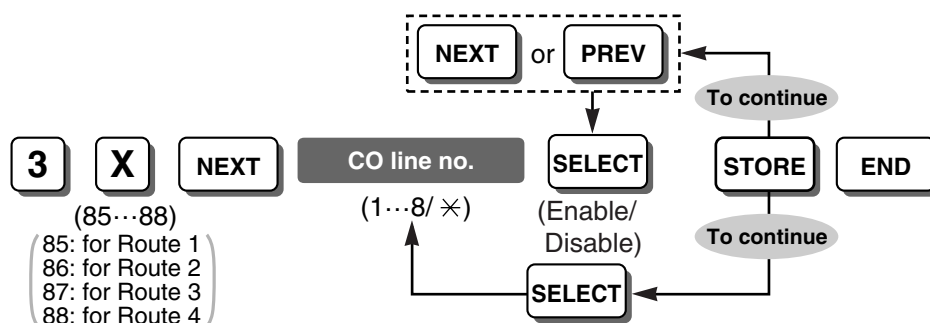 NEXT or PREV
To continue
3 X NEXT CO line no. SELECT STORE END
(85···88) (1···8/ ✳) (Enable/
Disable)
To continue
85: for Route 1
86: for Route 2
87: for Route 3
88: for Route 4
SELECT